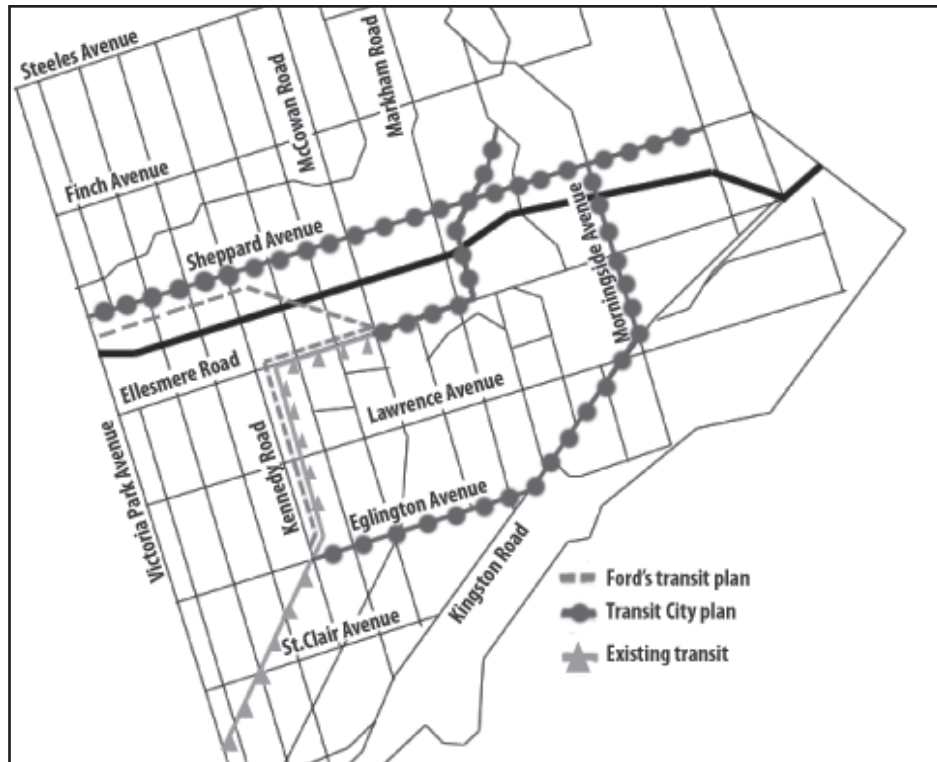 Steeles Avenue
McCowan Road
Markham Road
Finch Avenue
Sheppard Avenue
Morningside Avenue
Ellesmere Road
Lawrence Avenue
Victoria Park Avenue
Kennedy Road
Eglington Avenue
Kingston Road
St.Clair Avenue
Ford's transit plan
Transit City plan
Existing transit